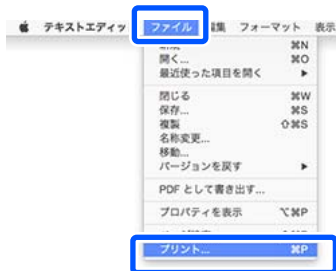 テキストエディッ ファイル 編集 フォーマット 表示
⌘N
開く... ⌘O
最近使った項目を開く ▶
閉じる ⌘W
保存... ⌘S
複製 ⇧⌘S
名称変更...
移動...
バージョンを戻す ▶
PDF として書き出す...
プロパティを表示 ⌥⌘P
プリント... ⌘P